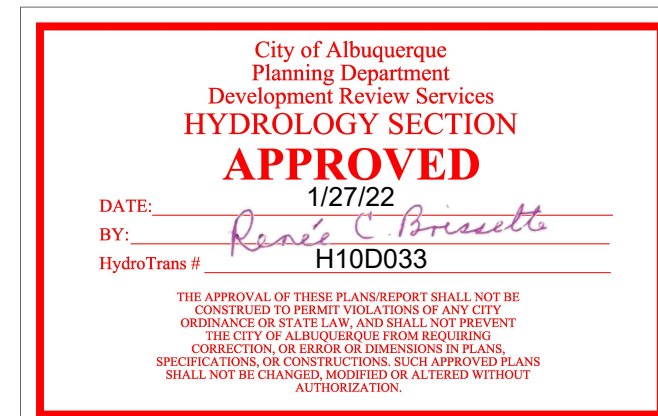 City of Albuquerque
Planning Department
Development Review Services
HYDROLOGY SECTION
APPROVED
DATE: 1/27/22
BY: Renée C. Brissette
HydroTrans # H10D033
THE APPROVAL OF THESE PLANS/REPORT SHALL NOT BE
CONSTRUED TO PERMIT VIOLATIONS OF ANY CITY
ORDINANCE OR STATE LAW, AND SHALL NOT PREVENT
THE CITY OF ALBUQUERQUE FROM REQUIRING
CORRECTION, OR ERROR OR DIMENSIONS IN PLANS,
SPECIFICATIONS, OR CONSTRUCTIONS. SUCH APPROVED PLANS
SHALL NOT BE CHANGED, MODIFIED OR ALTERED WITHOUT
AUTHORIZATION.